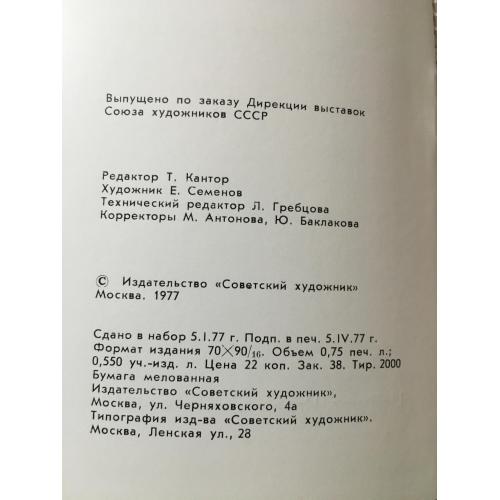 Выпущено по заказу Дирекции выставок
Союза художников СССР
Редактор Т. Кантор
Художник Е. Семенов
Технический редактор Л. Гребцова
Корректоры М. Антонова, Ю. Баклакова
© Издательство «Советский художник»
Москва. 1977
Сдано в набор 5.I.77 г. Подп. в печ. 5.IV.77 г.
Формат издания 70×90/16. Объем 0,75 печ. л.;
0,550 уч.-изд. л. Цена 22 коп. Зак. 38. Тир. 2000
Бумага мелованная
Издательство «Советский художник»,
Москва, ул. Черняховского, 4а
Типография изд-ва «Советский художник».
Москва, Ленская ул., 28